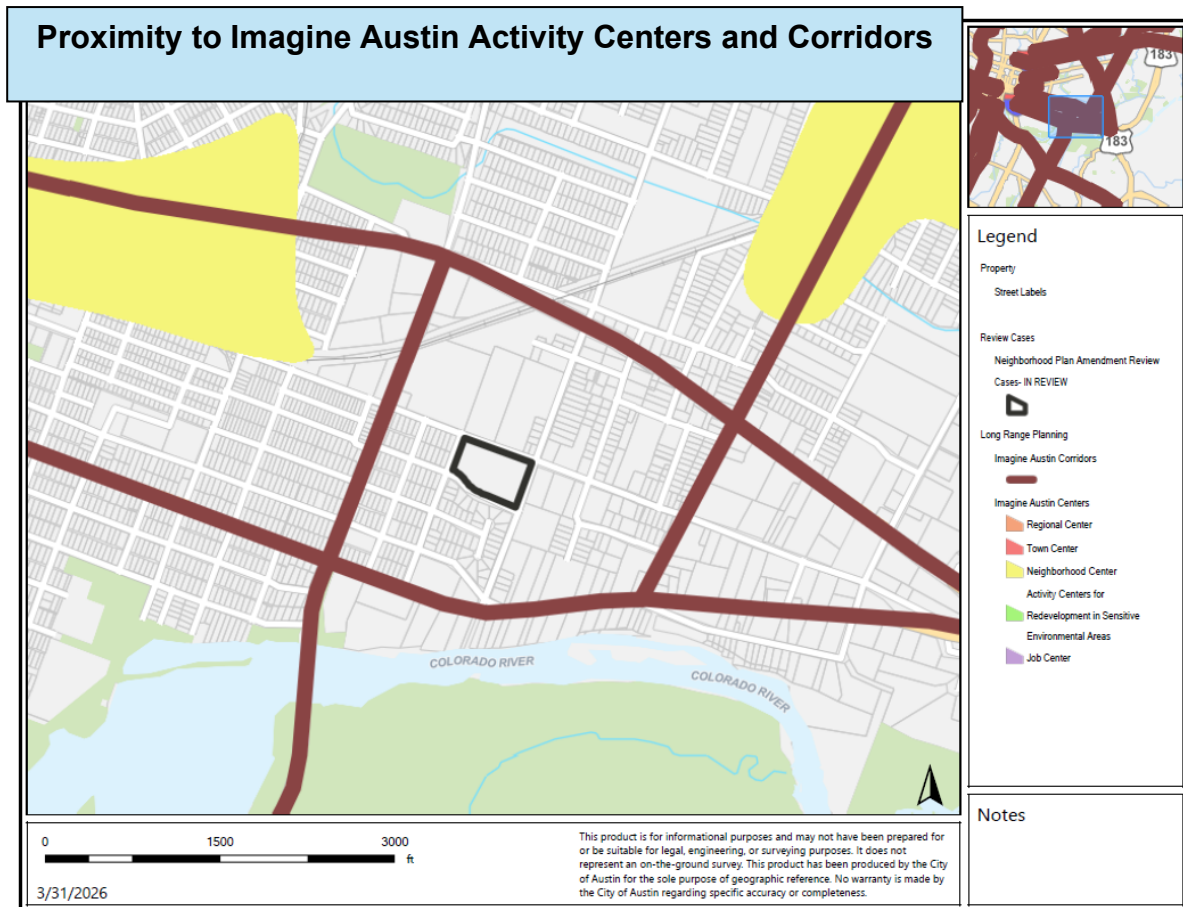 Proximity to Imagine Austin Activity Centers and Corridors
183
183
Legend
Property
Street Labels
Review Cases
Neighborhood Plan Amendment Review
Cases- IN REVIEW
Long Range Planning
Imagine Austin Corridors
Imagine Austin Centers
Regional Center
Town Center
Neighborhood Center
Activity Centers for
Redevelopment in Sensitive
Environmental Areas
Job Center
COLORADO RIVER
COLORADO RIVER
Notes
0 1500 3000
ft
3/31/2026
This product is for informational purposes and may not have been prepared for
or be suitable for legal, engineering, or surveying purposes. It does not
represent an on-the-ground survey. This product has been produced by the City
of Austin for the sole purpose of geographic reference. No warranty is made by
the City of Austin regarding specific accuracy or completeness.